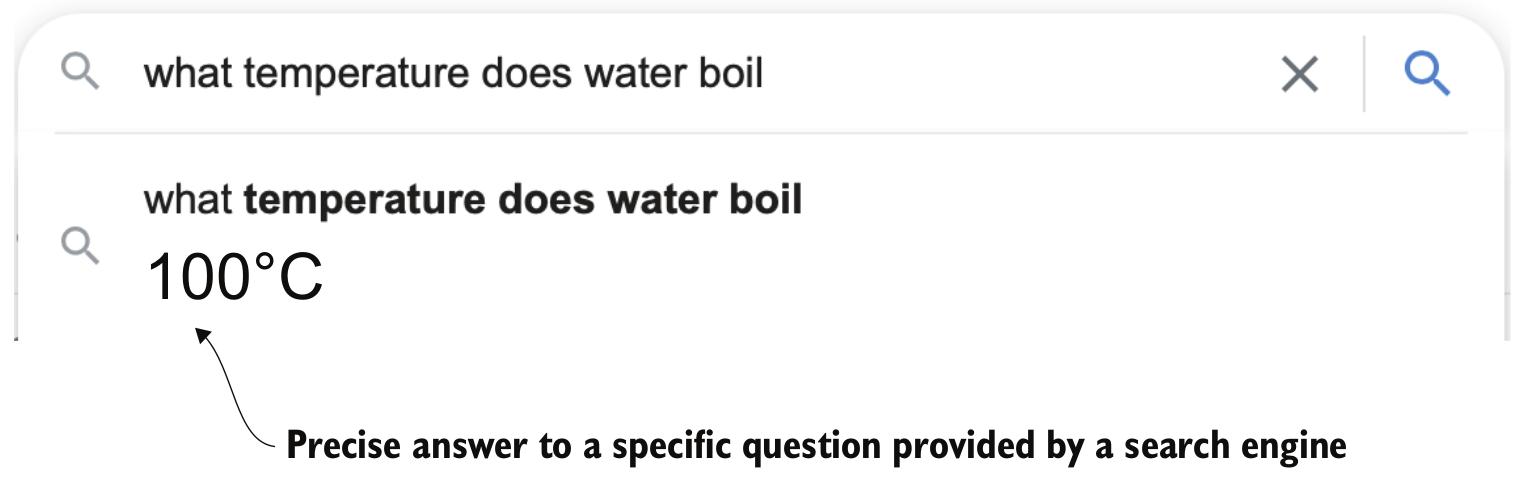 what temperature does water boil
what temperature does water boil
100°C
Precise answer to a specific question provided by a search engine